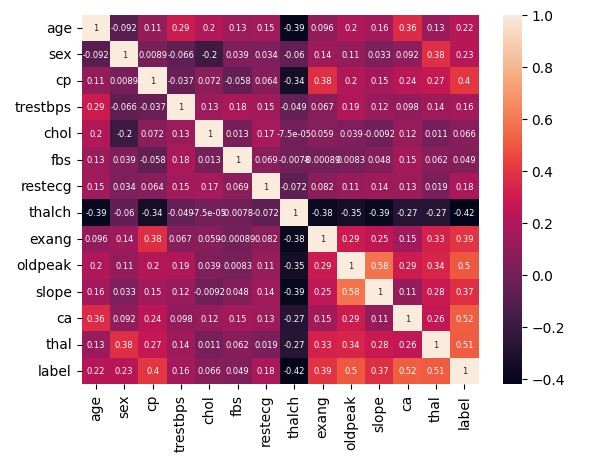 age 1 -0.092 0.11 0.29 0.2 0.13 0.15 -0.39 0.096 0.2 0.16 0.36 0.13 0.22
sex -0.092 1 0.0089 -0.066 -0.2 0.039 0.034 -0.06 0.14 0.11 0.033 0.092 0.38 0.23
cp 0.11 0.0089 1 -0.037 0.072 -0.058 0.064 -0.34 0.38 0.2 0.15 0.24 0.27 0.4
trestbps 0.29 -0.066 -0.037 1 0.13 0.18 0.15 -0.049 0.067 0.19 0.12 0.098 0.14 0.16
chol 0.2 -0.2 0.072 0.13 1 0.013 0.17 -7.5e-05 0.059 0.039 -0.0092 0.12 0.011 0.066
fbs 0.13 0.039 -0.058 0.18 0.013 1 0.069 -0.0078 -0.00089 0.0083 0.048 0.15 0.062 0.049
restecg 0.15 0.034 0.064 0.15 0.17 0.069 1 -0.072 0.082 0.11 0.14 0.13 0.019 0.18
thalch -0.39 -0.06 -0.34 -0.049 -7.5e-05 -0.0078 -0.072 1 -0.38 -0.35 -0.39 -0.27 -0.27 -0.42
exang 0.096 0.14 0.38 0.067 0.059 -0.00089 0.082 -0.38 1 0.29 0.25 0.15 0.33 0.39
oldpeak 0.2 0.11 0.2 0.19 0.039 0.0083 0.11 -0.35 0.29 1 0.58 0.29 0.34 0.5
slope 0.16 0.033 0.15 0.12 -0.0092 0.048 0.14 -0.39 0.25 0.58 1 0.11 0.28 0.37
ca 0.36 0.092 0.24 0.098 0.12 0.15 0.13 -0.27 0.15 0.29 0.11 1 0.26 0.52
thal 0.13 0.38 0.27 0.14 0.011 0.062 0.019 -0.27 0.33 0.34 0.28 0.26 1 0.51
label 0.22 0.23 0.4 0.16 0.066 0.049 0.18 -0.42 0.39 0.5 0.37 0.52 0.51 1
age sex cp trestbps chol fbs restecg thalch exang oldpeak slope ca thal label
1.0
0.8
0.6
0.4
0.2
0.0
−0.2
−0.4